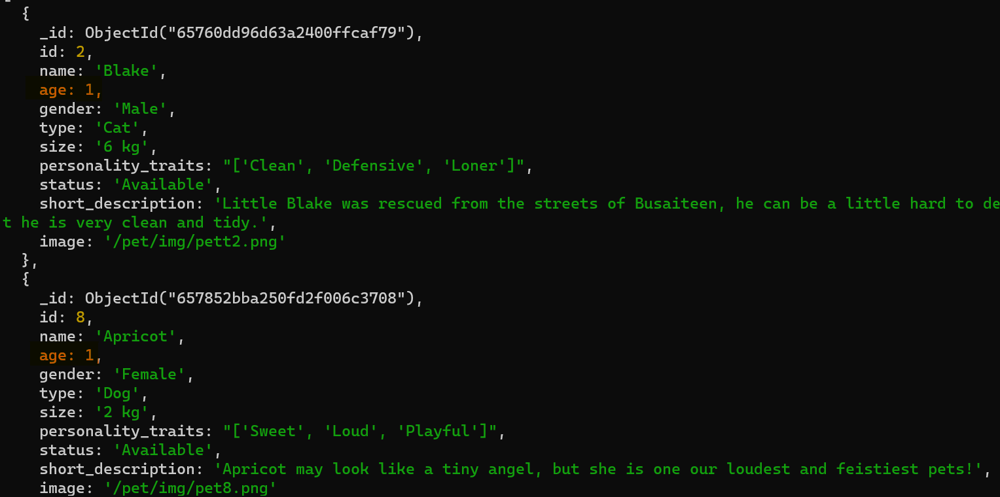 {
_id: ObjectId("65760dd96d63a2400ffcaf79"),
id: 2,
name: 'Blake',
age: 1,
gender: 'Male',
type: 'Cat',
size: '6 kg',
personality_traits: "['Clean', 'Defensive', 'Loner']",
status: 'Available',
short_description: 'Little Blake was rescued from the streets of Busaiteen, he can be a little hard to de
t he is very clean and tidy.',
image: '/pet/img/pett2.png'
},
{
_id: ObjectId("657852bba250fd2f006c3708"),
id: 8,
name: 'Apricot',
age: 1,
gender: 'Female',
type: 'Dog',
size: '2 kg',
personality_traits: "['Sweet', 'Loud', 'Playful']",
status: 'Available',
short_description: 'Apricot may look like a tiny angel, but she is one our loudest and feistiest pets!',
image: '/pet/img/pet8.png'